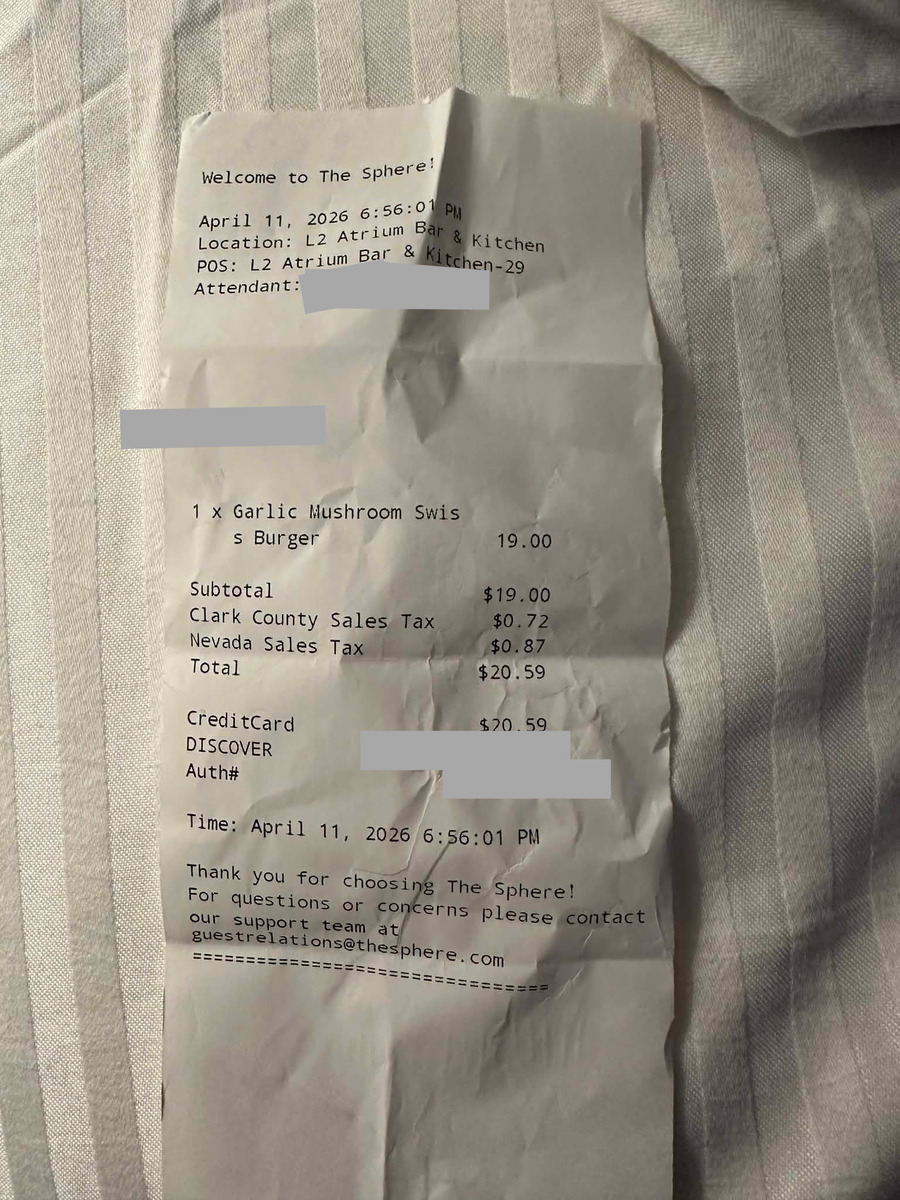 Welcome to The Sphere!
April 11, 2026 6:56:01 PM
Location: L2 Atrium Bar & Kitchen
POS: L2 Atrium Bar & Kitchen-29
Attendant:
1 x Garlic Mushroom Swis
s Burger 19.00
Subtotal $19.00
Clark County Sales Tax $0.72
Nevada Sales Tax $0.87
Total $20.59
CreditCard $20.59
DISCOVER
Auth#
Time: April 11, 2026 6:56:01 PM
Thank you for choosing The Sphere!
For questions or concerns please contact
our support team at
guestrelations@thesphere.com
==================================